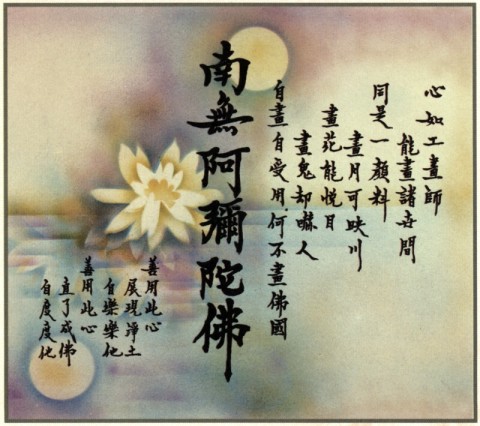 心如工畫師
能畫諸世間
同是一顏料
畫月可映川
畫花能悅目
畫鬼却嚇人
自畫自受用，何不畫佛國
南無阿彌陀佛
善用此心
展現淨土
自樂樂他
善用此心
直了成佛
自度度他